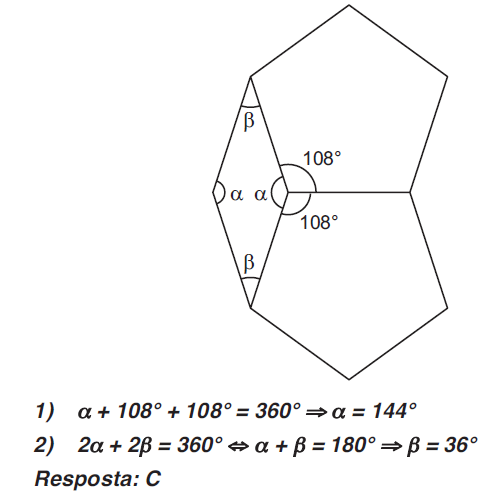 β
108°
α α
108°
β
1) α + 108° + 108° = 360° ⇒ α = 144°
2) 2α + 2β = 360° ⇔ α + β = 180° ⇒ β = 36°
Resposta: C